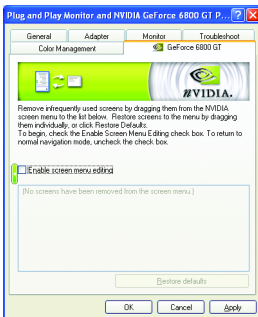 Plug and Play Monitor and NVIDIA GeForce 6800 GT P...
General Adapter Monitor Troubleshoot
Color Management GeForce 6800 GT
NVIDIA.
Remove infrequently used screens by dragging them from the NVIDIA
screen menu to the list below. Restore screens to the menu by dragging
them individually, or click Restore Defaults.
To begin, check the Enable Screen Menu Editing check box. To return to
normal navigation mode, uncheck the check box.
Enable screen menu editing
(No screens have been removed from the screen menu.)
Restore defaults
OK Cancel Apply